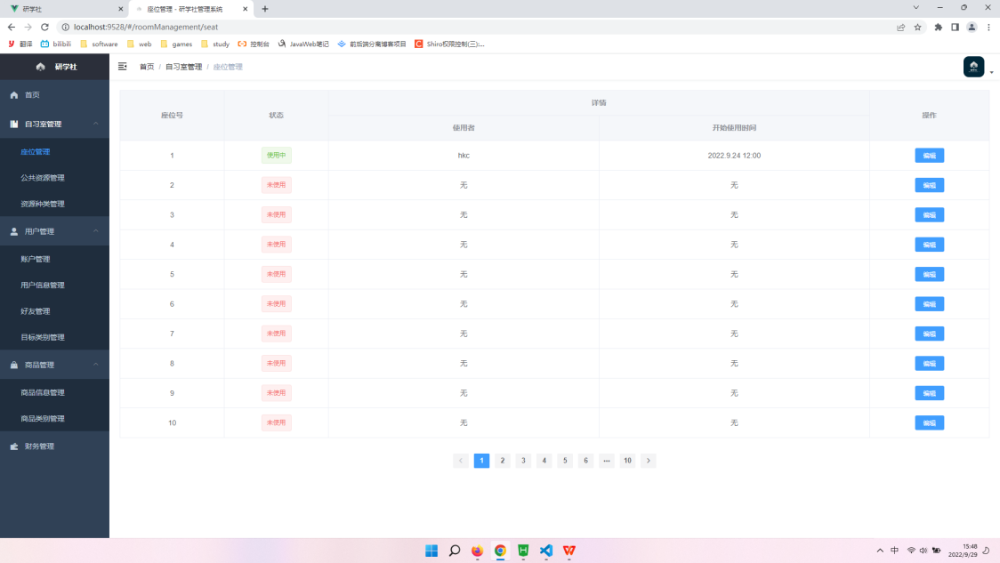 研学社
座位管理 - 研学社管理系统
localhost:9528/#/roomManagement/seat
翻译 bilibili software web games study 控制台 JavaWeb笔记 前后端分离博客项目 Shiro权限控制(三):...
研学社
首页 / 自习室管理 / 座位管理
首页
自习室管理
座位管理
公共资源管理
资源种类管理
用户管理
账户管理
用户信息管理
好友管理
目标类别管理
商品管理
商品信息管理
商品类别管理
财务管理
座位号 状态 详情 操作
使用者 开始使用时间
1 使用中 hkc 2022.9.24 12:00 编辑
2 未使用 无 无 编辑
3 未使用 无 无 编辑
4 未使用 无 无 编辑
5 未使用 无 无 编辑
6 未使用 无 无 编辑
7 未使用 无 无 编辑
8 未使用 无 无 编辑
9 未使用 无 无 编辑
10 未使用 无 无 编辑
1 2 3 4 5 6 ··· 10
中
15:48
2022/9/29